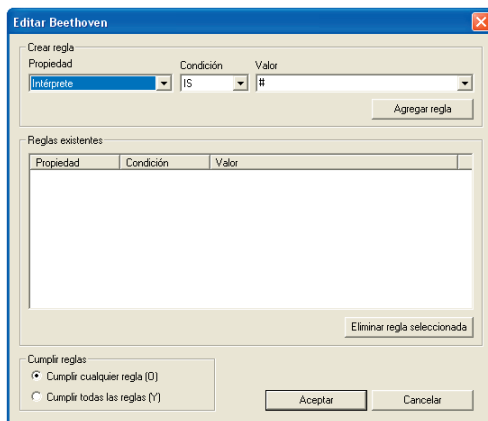 Editar Beethoven
Crear regla
Propiedad Condición Valor
Intérprete IS #
Agregar regla
Reglas existentes
Propiedad Condición Valor
Eliminar regla seleccionada
Cumplir reglas
Cumplir cualquier regla (O)
Cumplir todas las reglas (Y)
Aceptar Cancelar